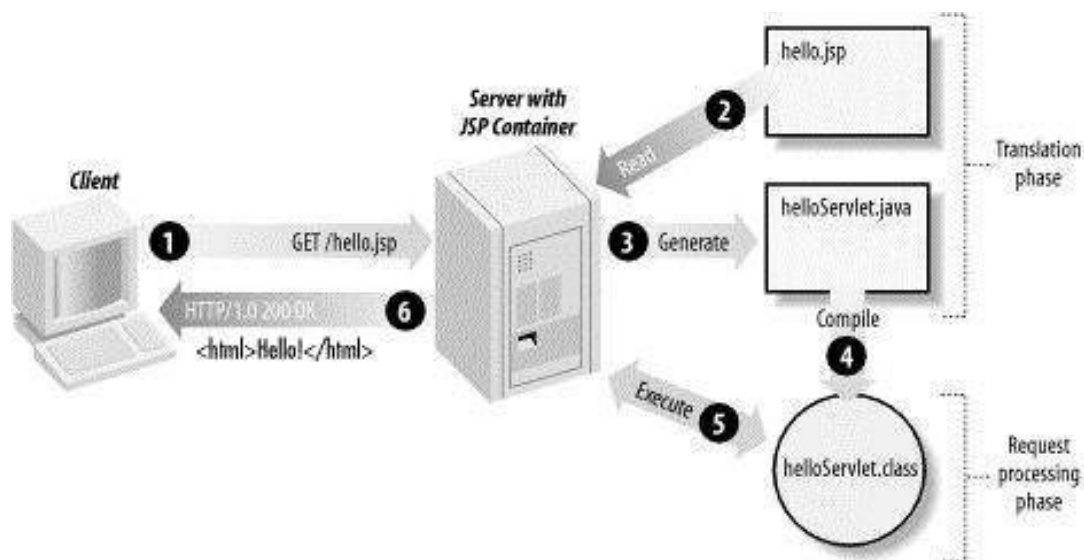 hello.jsp
2
Server with
JSP Container
Read
Translation
phase
Client
helloServlet.java
1
GET /hello.jsp
3
Generate
HTTP/1.0 200 OK
6
<html>Hello!</html>
Compile
4
Execute
5
helloServlet.class
Request
processing
phase